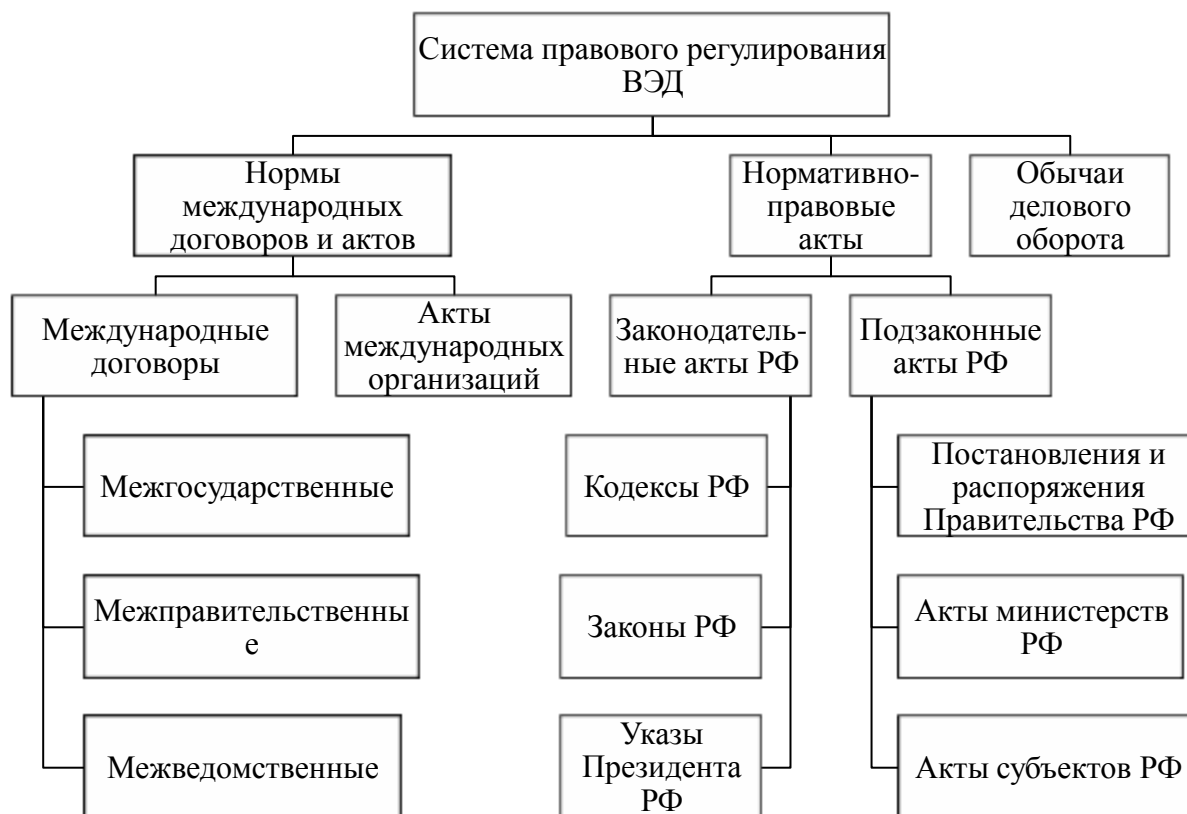 Система правового регулирования
ВЭД
Нормы
международных
договоров и актов
Нормативно-
правовые
акты
Обычаи
делового
оборота
Международные
договоры
Акты
международных
организаций
Законодатель-
ные акты РФ
Подзаконные
акты РФ
Межгосударственные
Кодексы РФ
Постановления и
распоряжения
Правительства РФ
Межправительственны
е
Законы РФ
Акты министерств
РФ
Межведомственные
Указы
Президента
РФ
Акты субъектов РФ